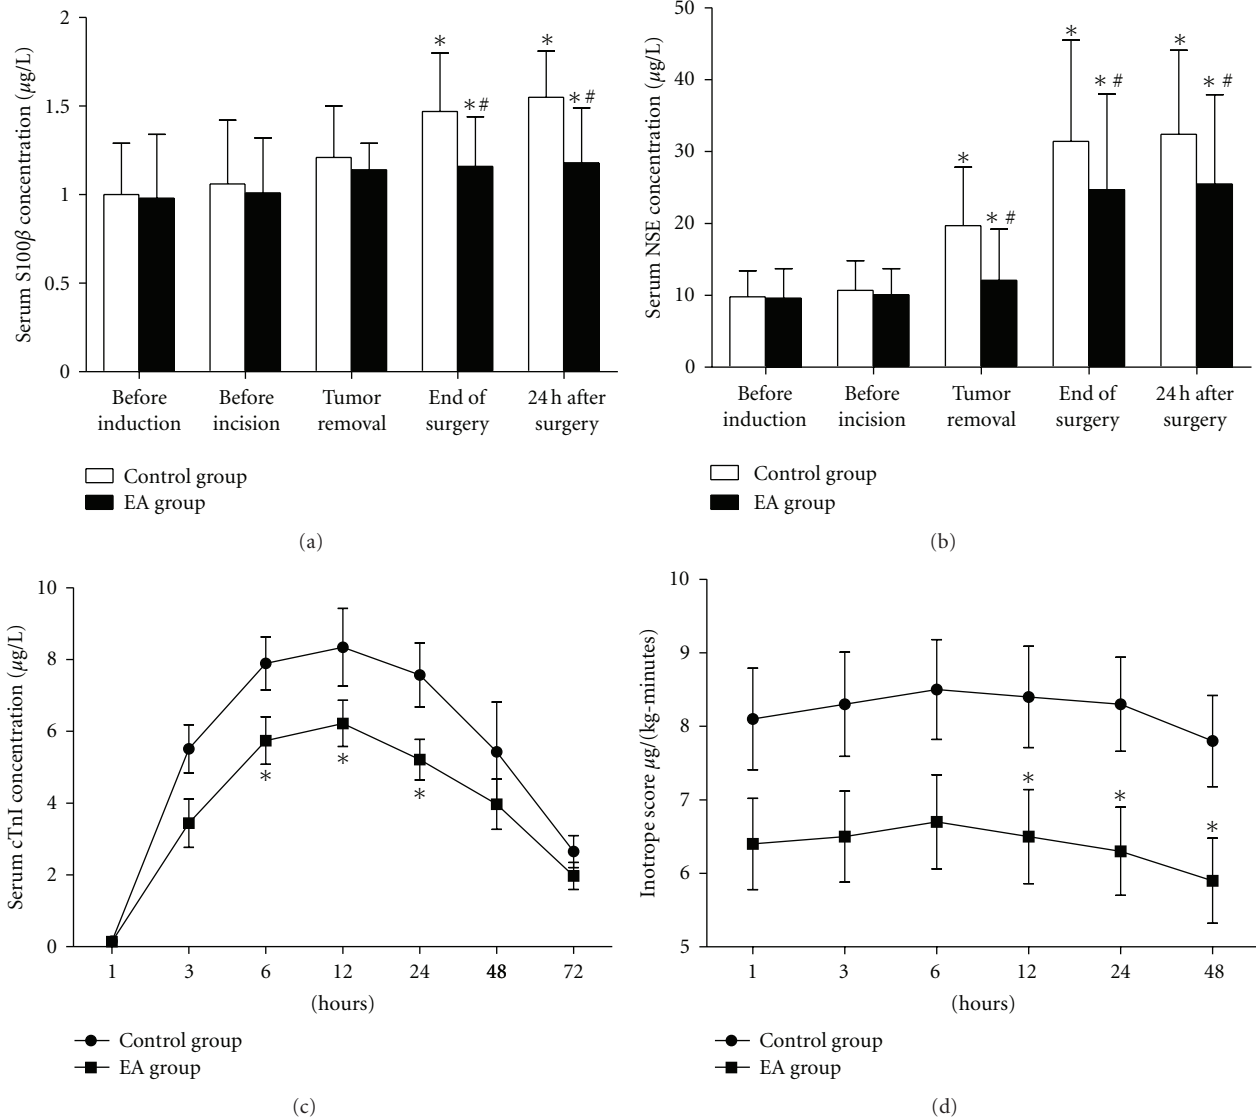 Serum S100β concentration (μg/L)
2
1.5
1
0.5
0
*
* #
*
* #
Before induction
Before incision
Tumor removal
End of surgery
24 h after surgery
Control group
EA group
(a)
Serum NSE concentration (μg/L)
50
40
30
20
10
0
*
* #
*
* #
*
* #
Before induction
Before incision
Tumor removal
End of surgery
24 h after surgery
Control group
EA group
(b)
Serum cTnI concentration (μg/L)
10
8
6
4
2
0
*
*
*
1 3 6 12 24 48 72
(hours)
Control group
EA group
(c)
Inotrope score μg/(kg-minutes)
10
9
8
7
6
5
*
*
*
1 3 6 12 24 48
(hours)
Control group
EA group
(d)